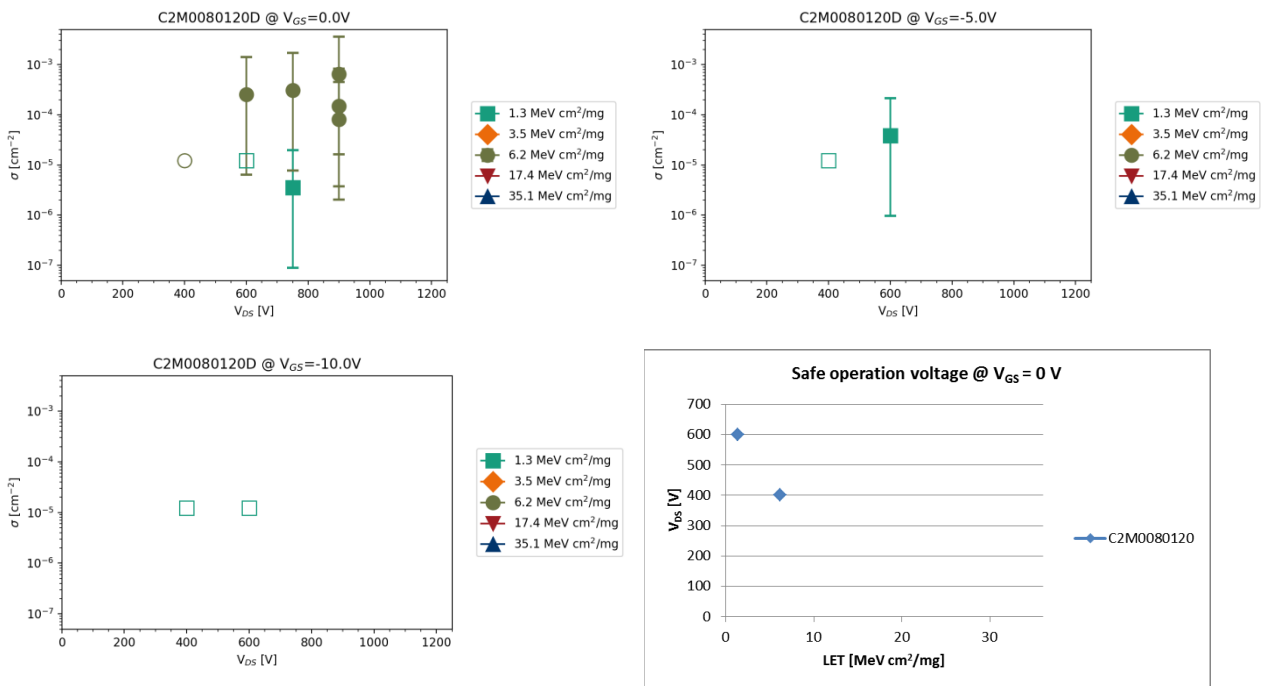 C2M0080120D @ V_GS=0.0V
10⁻³
10⁻⁴
10⁻⁵
10⁻⁶
10⁻⁷
σ [cm⁻²]
0 200 400 600 800 1000 1200
V_DS [V]
1.3 MeV cm²/mg
3.5 MeV cm²/mg
6.2 MeV cm²/mg
17.4 MeV cm²/mg
35.1 MeV cm²/mg
C2M0080120D @ V_GS=-5.0V
10⁻³
10⁻⁴
10⁻⁵
10⁻⁶
10⁻⁷
σ [cm⁻²]
0 200 400 600 800 1000 1200
V_DS [V]
1.3 MeV cm²/mg
3.5 MeV cm²/mg
6.2 MeV cm²/mg
17.4 MeV cm²/mg
35.1 MeV cm²/mg
C2M0080120D @ V_GS=-10.0V
10⁻³
10⁻⁴
10⁻⁵
10⁻⁶
10⁻⁷
σ [cm⁻²]
0 200 400 600 800 1000 1200
V_DS [V]
1.3 MeV cm²/mg
3.5 MeV cm²/mg
6.2 MeV cm²/mg
17.4 MeV cm²/mg
35.1 MeV cm²/mg
Safe operation voltage @ V_GS = 0 V
700
600
500
400
300
200
100
0
V_DS [V]
0 10 20 30
LET [MeV cm²/mg]
C2M0080120